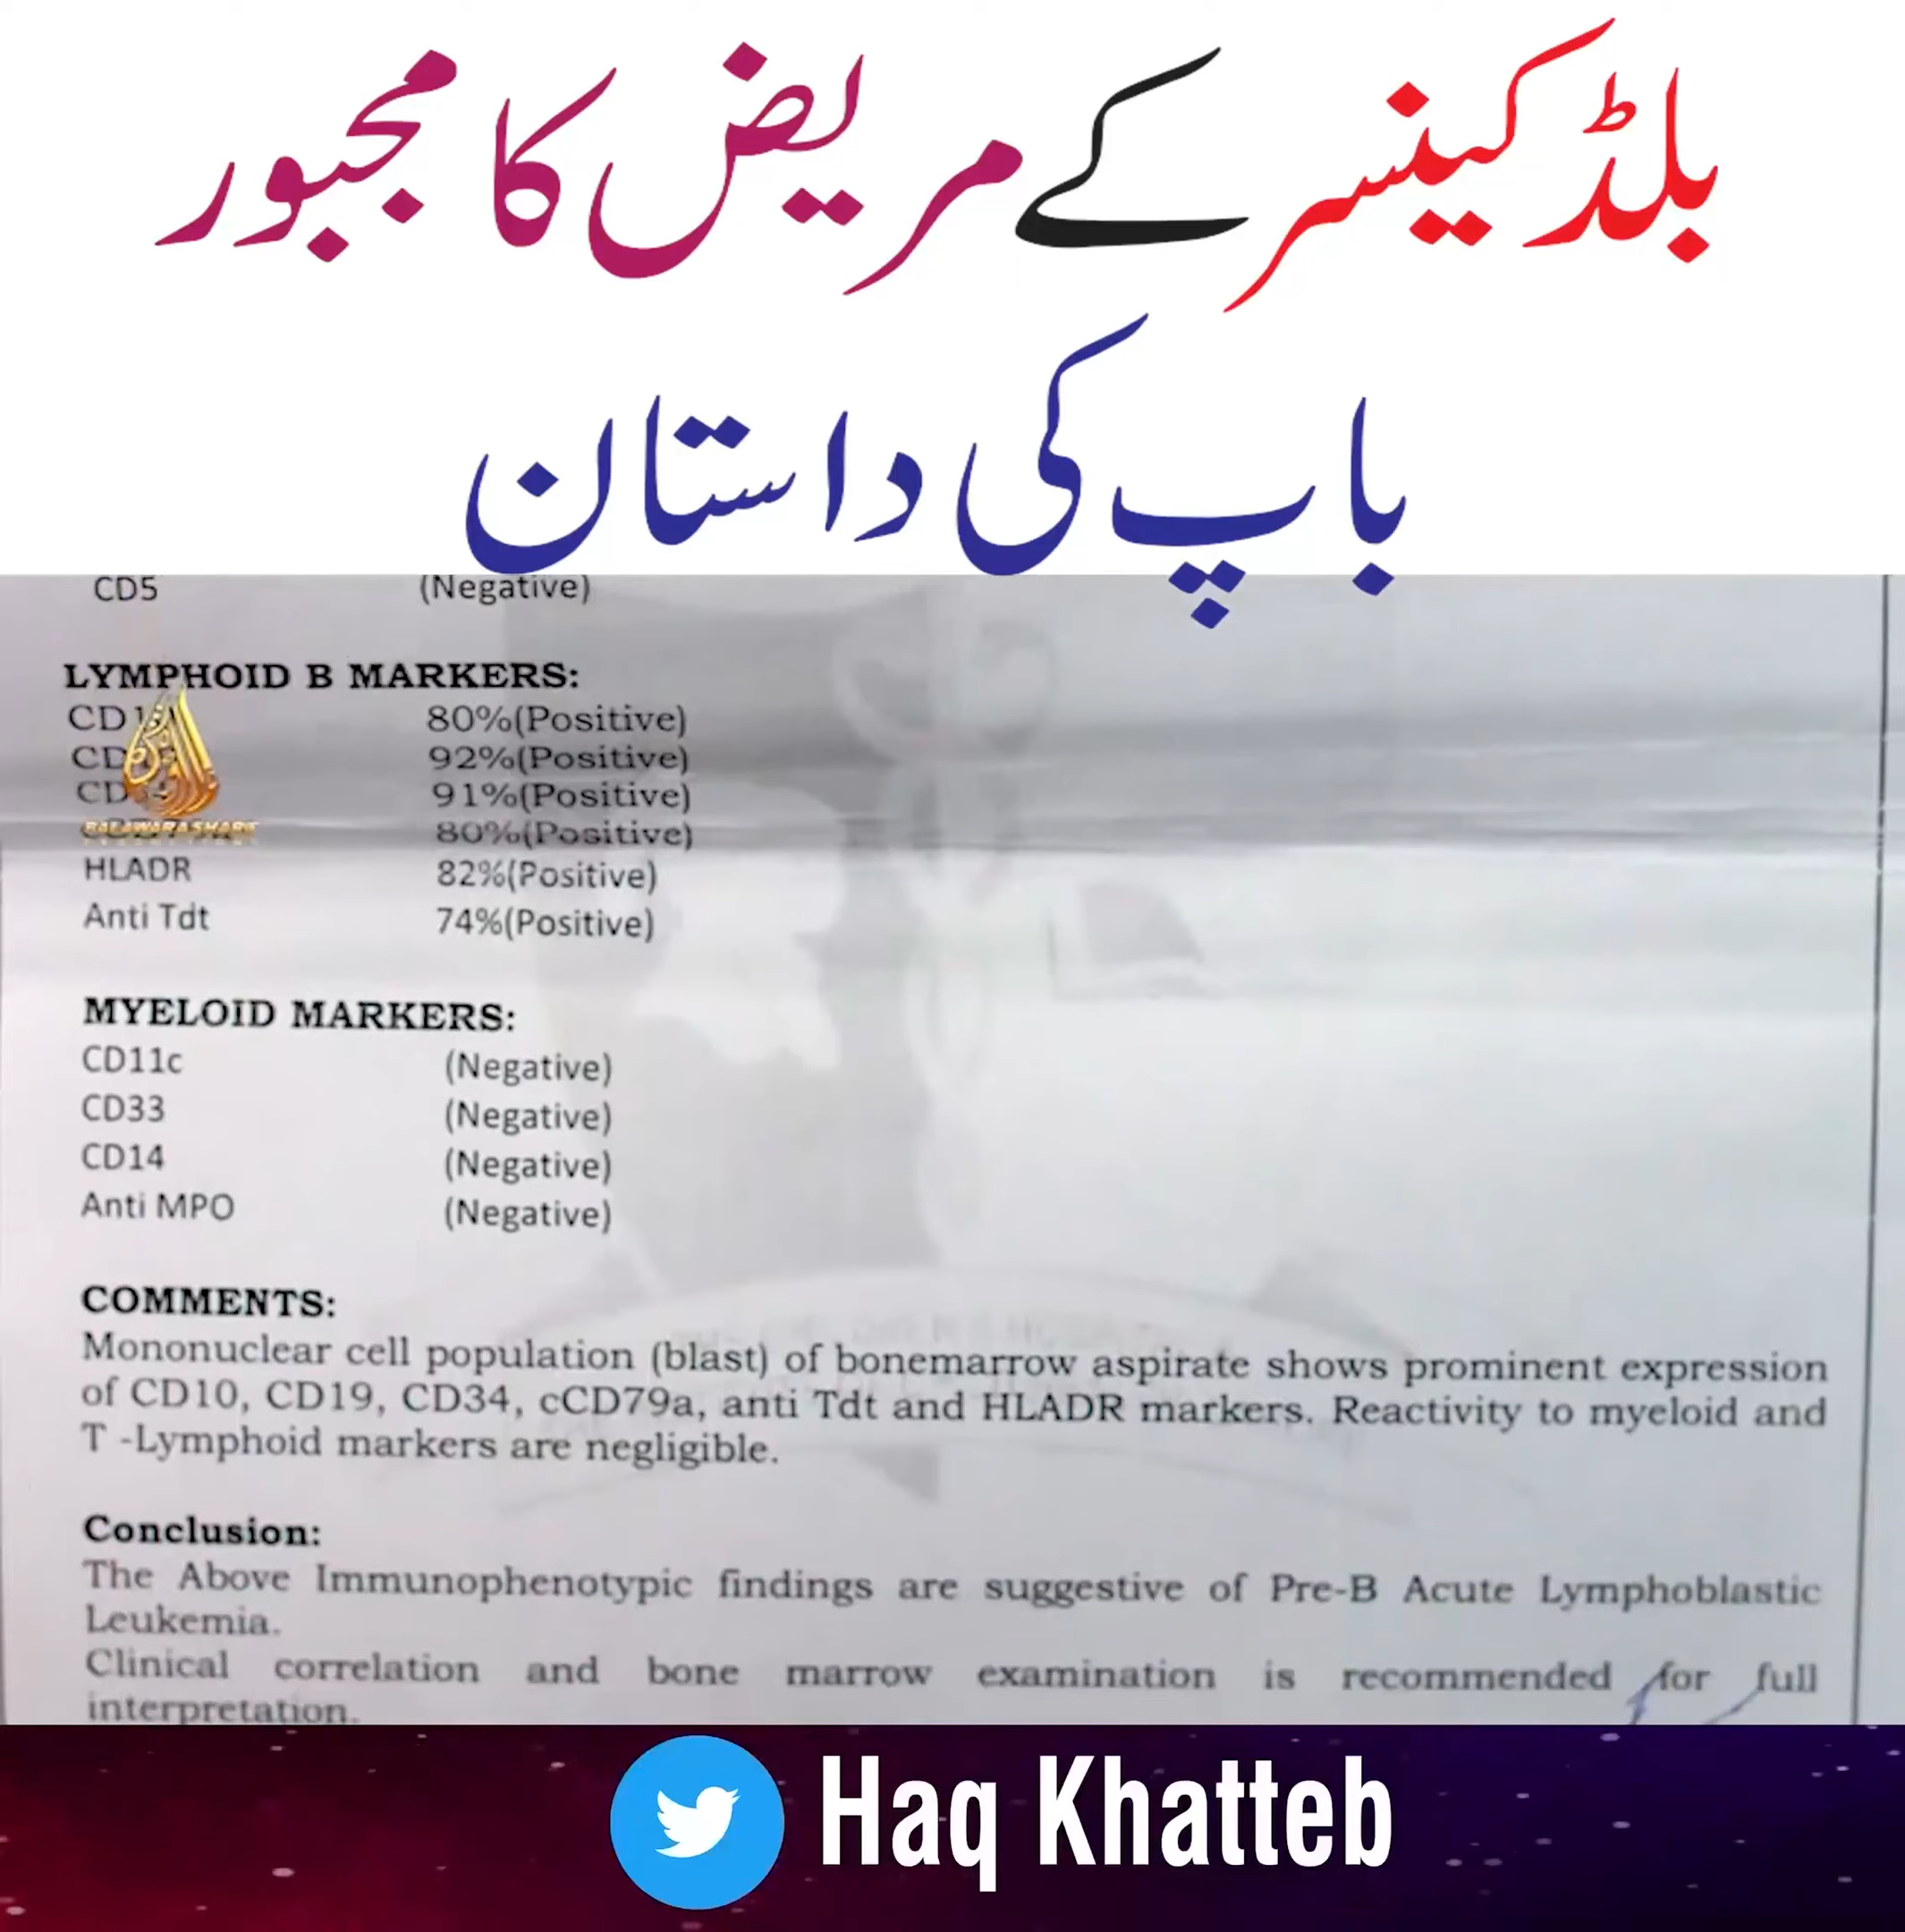 بلڈ کینسر کے مریض کا مجبور
باپ کی داستان
CD5 (Negative)
LYMPHOID B MARKERS:
80%(Positive)
92%(Positive)
91%(Positive)
80%(Positive)
HLADR 82%(Positive)
Anti Tdt 74%(Positive)
MYELOID MARKERS:
CD11c (Negative)
CD33 (Negative)
CD14 (Negative)
Anti MPO (Negative)
COMMENTS:
Mononuclear cell population (blast) of bonemarrow aspirate shows prominent expression
of CD10, CD19, CD34, cCD79a, anti Tdt and HLADR markers. Reactivity to myeloid and
T -Lymphoid markers are negligible.
Conclusion:
The Above Immunophenotypic findings are suggestive of Pre-B Acute Lymphoblastic
Leukemia.
Clinical correlation and bone marrow examination is recommended for full
interpretation.
Haq Khatteb